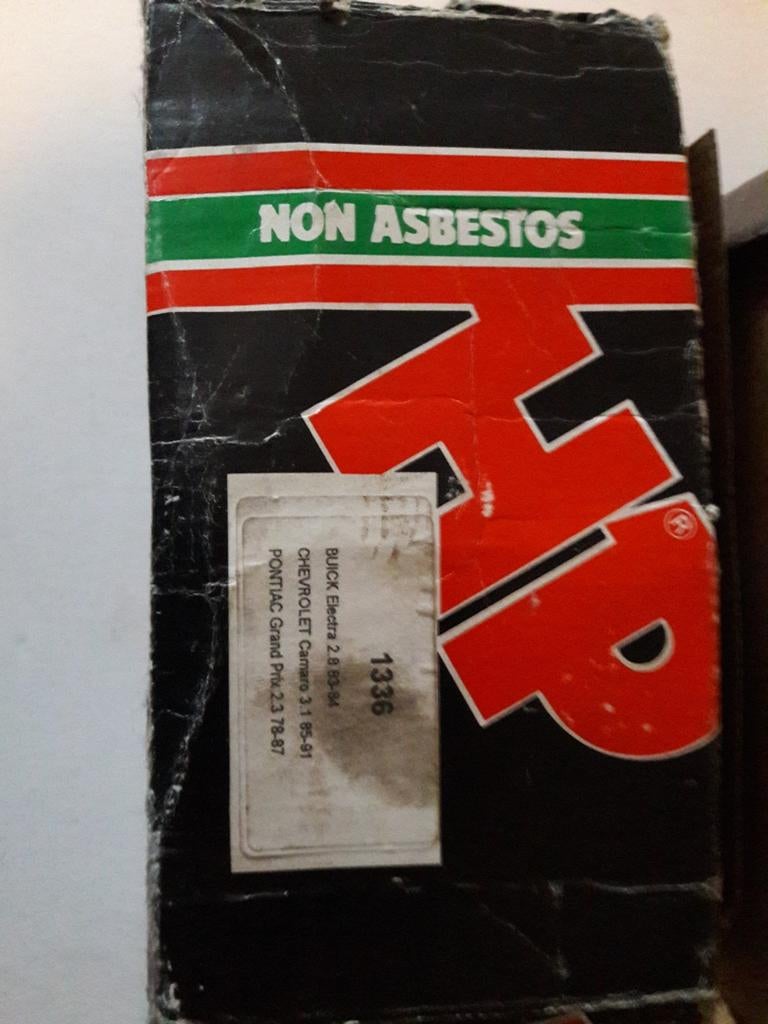 NON ASBESTOS
HP
®
1336
BUICK Electra 2.8 83-84
CHEVROLET Camaro 3.1 85-91
PONTIAC Grand Prix 2.3 78-87